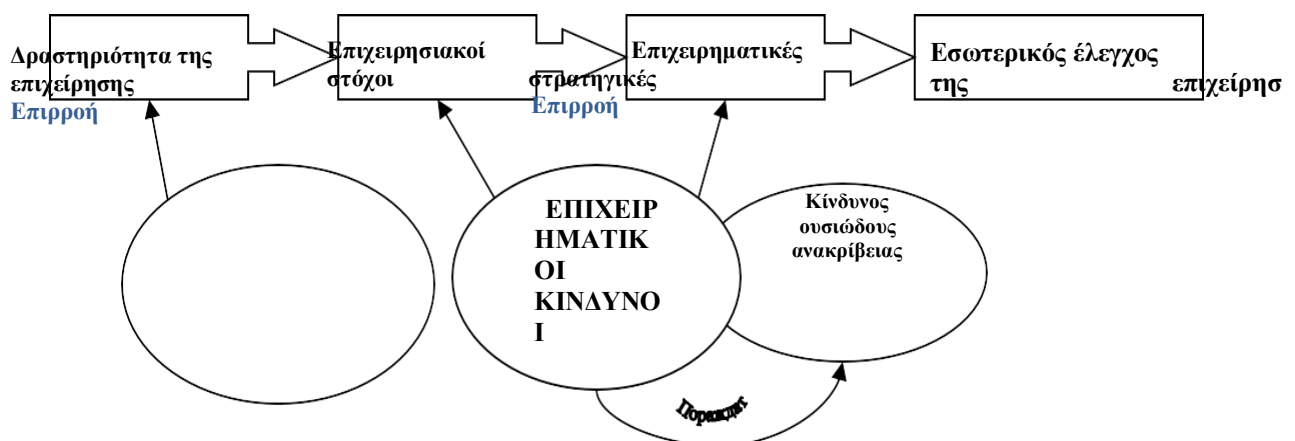 Δραστηριότητα της
επιχείρησης
Επιρροή
Επιχειρησιακοί
στόχοι
Επιχειρηματικές
στρατηγικές
Επιρροή
Εσωτερικός έλεγχος
της επιχείρησ
ΕΠΙΧΕΙΡ
ΗΜΑΤΙΚ
ΟΙ
ΚΙΝΔΥΝΟ
Ι
Κίνδυνος
ουσιώδους
ανακρίβειας